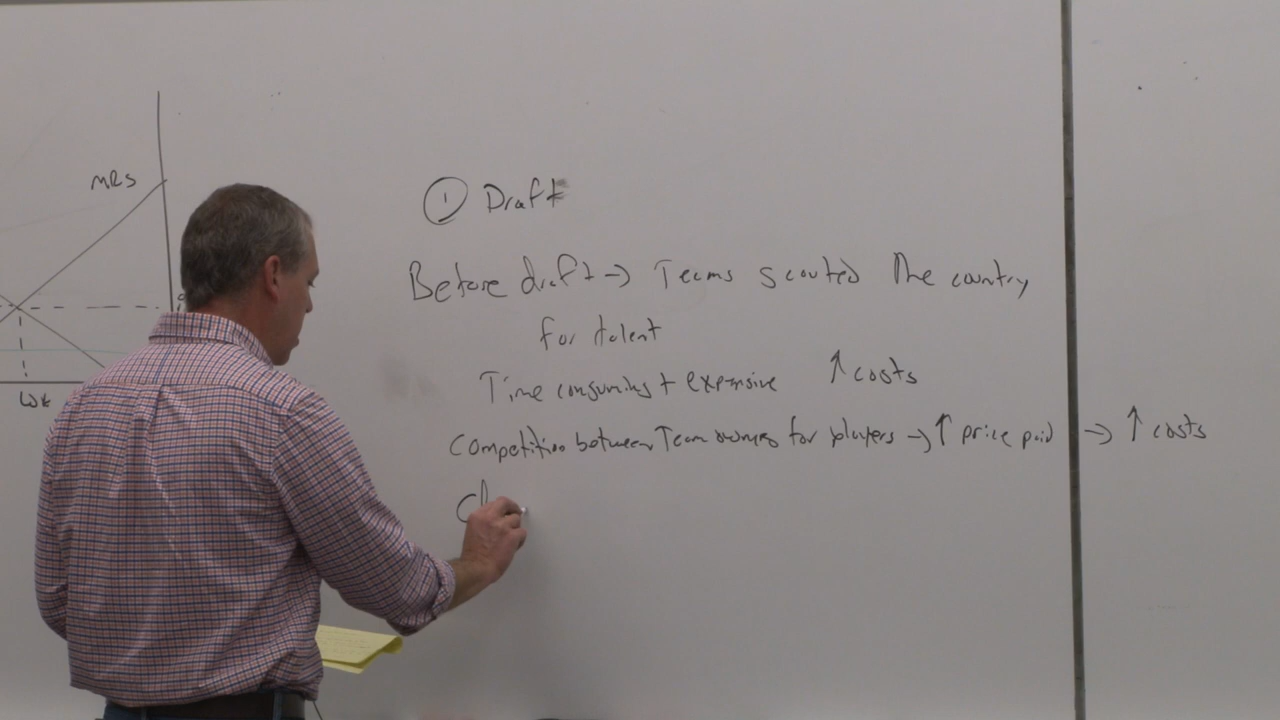 MRS
W*
① Draft
Before draft → Teams scouted the country
for talent
Time consuming + expensive ↑ costs
Competition between Team owners for players → ↑ price paid → ↑ costs